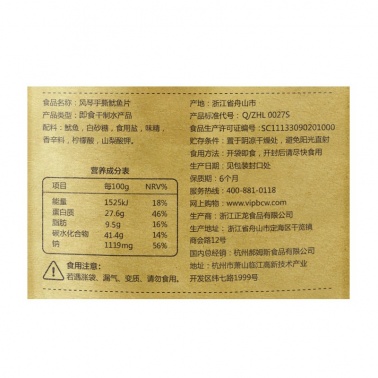 食品名称：风琴手撕鱿鱼片
产品类型：即食干制水产品
配料：鱿鱼，白砂糖，食用盐，味精，
香辛料，柠檬酸，山梨酸钾。
营养成分表
项目 每100g NRV%
能量 1525kJ 18%
蛋白质 27.6g 46%
脂肪 9.5g 16%
碳水化合物 41.4g 14%
钠 1119mg 56%
食用注意：
若遇涨袋、漏气、变质、请勿食用。
产地：浙江省舟山市
产品标准代号：Q/ZHL 0027S
食品生产许可证编号：SC11133090201000
贮存条件：置于阴凉干燥处，避免阳光直射
食用方法：开袋即食，开封后请尽快食用
生产日期：见包装封口处
保质期：6个月
服务热线：400-881-0118
网上购物：www.vipbcw.com
生产商：浙江正龙食品有限公司
地址：浙江省舟山市定海区干览镇
商会路12号
国内总经销：杭州郝姆斯食品有限公司
地址：杭州市萧山临江高新技术产业
开发区纬七路1999号